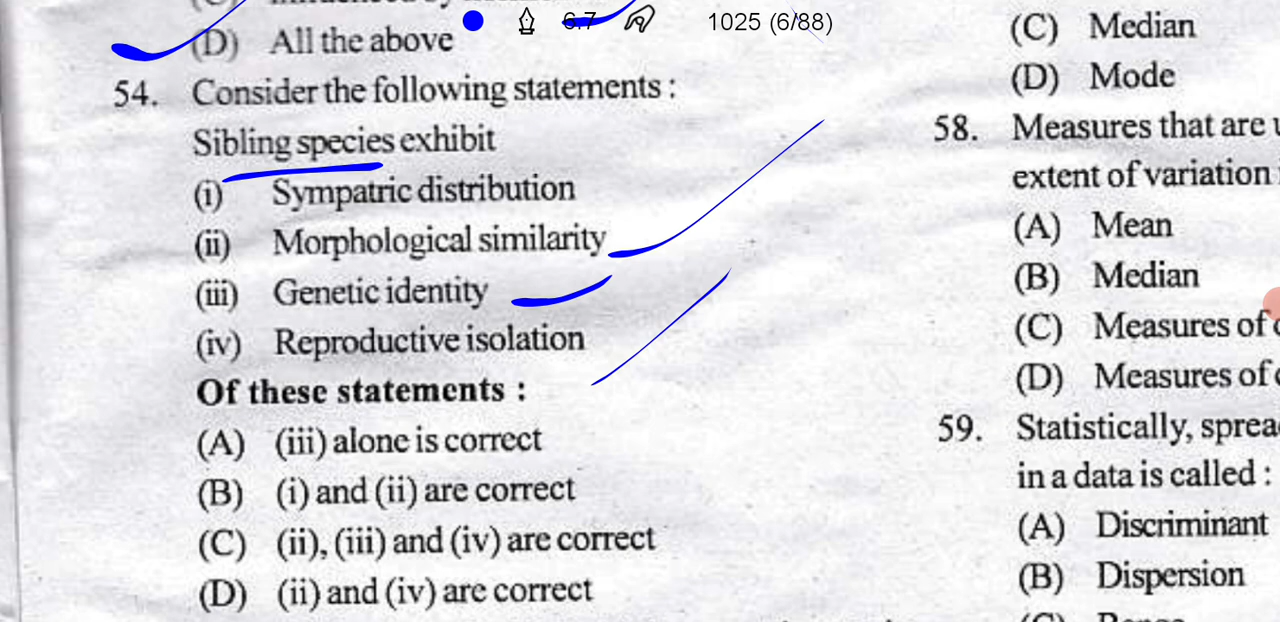 (D) All the above
6.7 1025 (6/88)
54. Consider the following statements :
Sibling species exhibit
(i) Sympatric distribution
(ii) Morphological similarity
(iii) Genetic identity
(iv) Reproductive isolation
Of these statements :
(A) (iii) alone is correct
(B) (i) and (ii) are correct
(C) (ii), (iii) and (iv) are correct
(D) (ii) and (iv) are correct
(C) Median
(D) Mode
58. Measures that are
extent of variation
(A) Mean
(B) Median
(C) Measures of
(D) Measures of
59. Statistically, sprea
in a data is called :
(A) Discriminant
(B) Dispersion